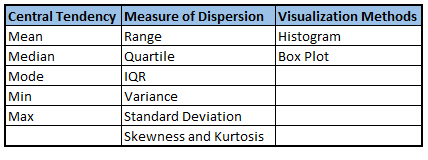 Central Tendency Measure of Dispersion Visualization Methods
Mean Range Histogram
Median Quartile Box Plot
Mode IQR
Min Variance
Max Standard Deviation
Skewness and Kurtosis